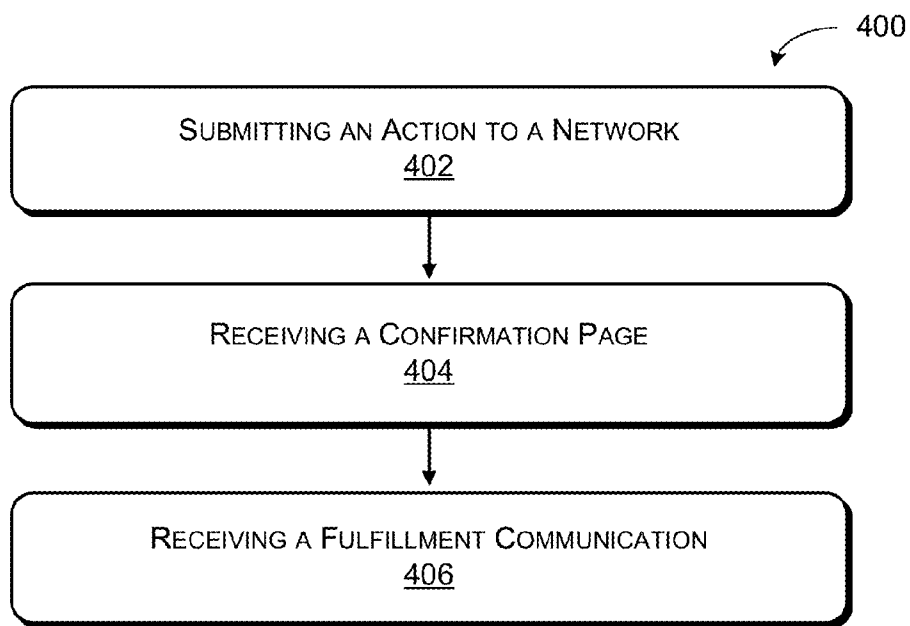 400
SUBMITTING AN ACTION TO A NETWORK
402
RECEIVING A CONFIRMATION PAGE
404
RECEIVING A FULFILLMENT COMMUNICATION
406